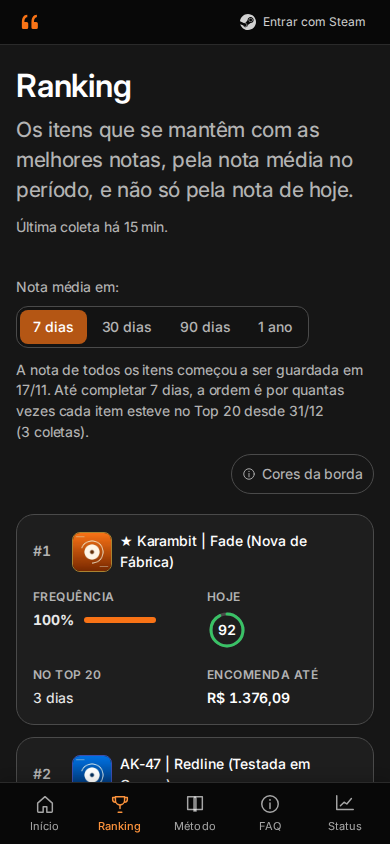 Entrar com Steam
Ranking
Os itens que se mantêm com as
melhores notas, pela nota média no
período, e não só pela nota de hoje.
Última coleta há 15 min.
Nota média em:
7 dias 30 dias 90 dias 1 ano
A nota de todos os itens começou a ser guardada em
17/11. Até completar 7 dias, a ordem é por quantas
vezes cada item esteve no Top 20 desde 31/12
(3 coletas).
Cores da borda
#1 ★ Karambit | Fade (Nova de
Fábrica)
FREQUÊNCIA HOJE
100% 92
NO TOP 20 ENCOMENDA ATÉ
3 dias R$ 1.376,09
#2 AK-47 | Redline (Testada em
Início Ranking Método FAQ Status